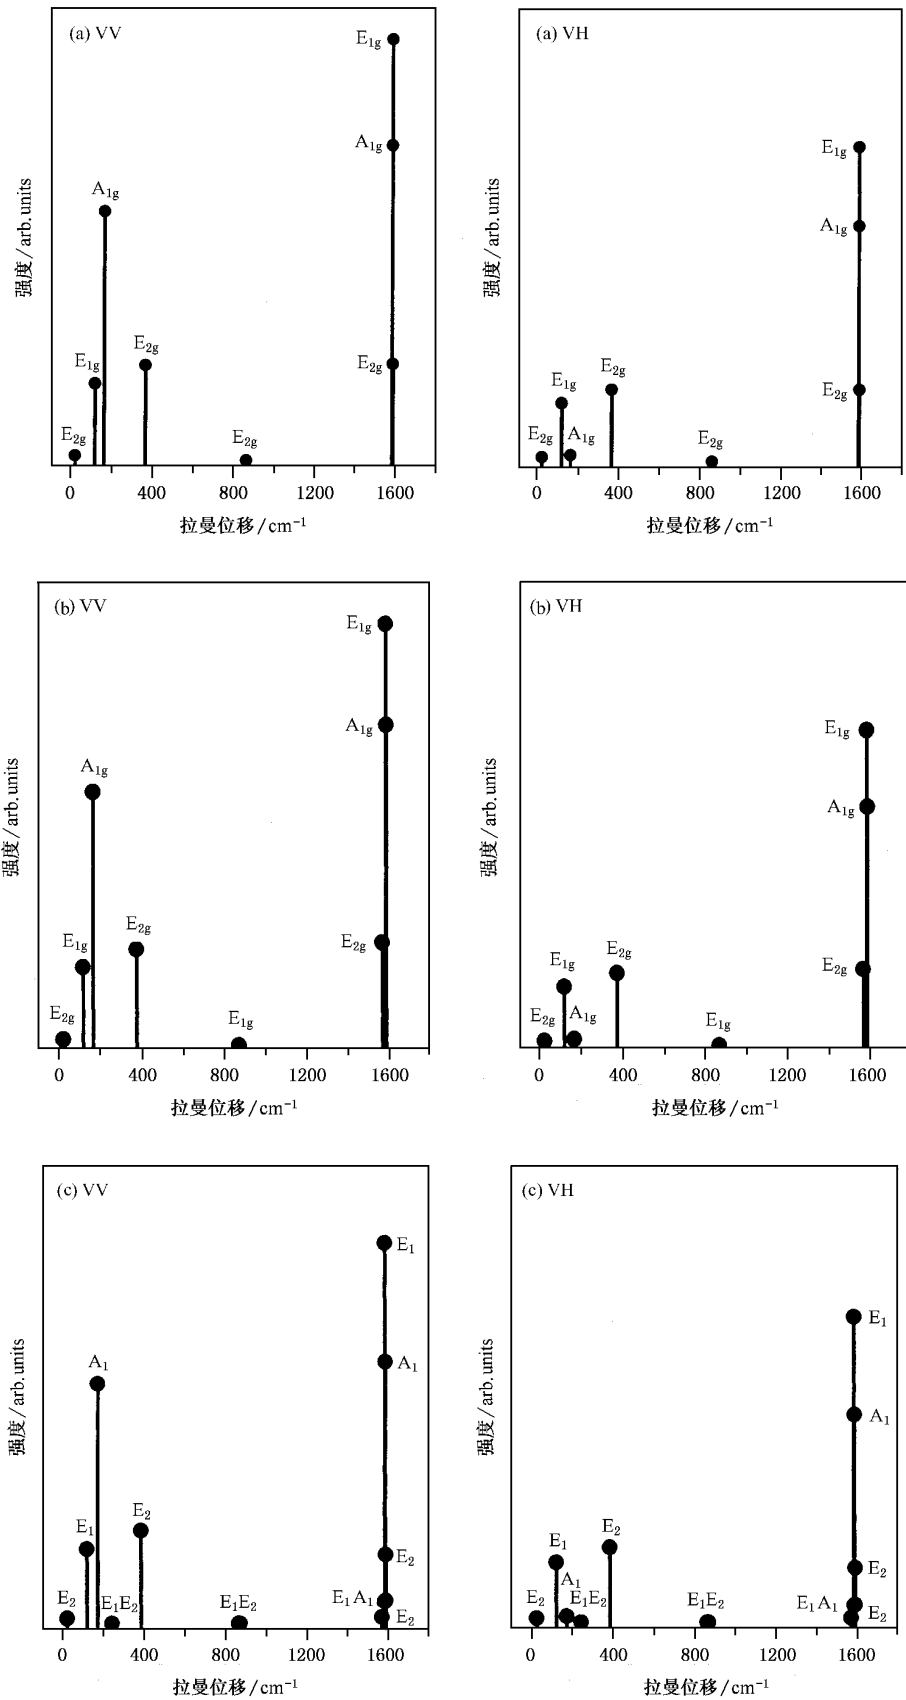 (a) VV
E1g
A1g
A1g
E2g
E1g
E2g
E2g
E2g
强度/arb.units
0 400 800 1200 1600
拉曼位移/cm⁻¹
(a) VH
E1g
A1g
E2g
E1g
E2g
E2g
A1g
E2g
强度/arb.units
0 400 800 1200 1600
拉曼位移/cm⁻¹
(b) VV
E1g
A1g
A1g
E2g
E1g
E2g
E2g
E1g
强度/arb.units
0 400 800 1200 1600
拉曼位移/cm⁻¹
(b) VH
E1g
A1g
E2g
E1g
E2g
E2g
A1g
E1g
强度/arb.units
0 400 800 1200 1600
拉曼位移/cm⁻¹
(c) VV
E1
A1
A1
E2
E1
E2
E2
E1E2
E1E2
E1A1
E2
强度/arb.units
0 400 800 1200 1600
拉曼位移/cm⁻¹
(c) VH
E1
A1
E2
E1
E2
A1
E2
E1E2
E1E2
E1A1
E2
强度/arb.units
0 400 800 1200 1600
拉曼位移/cm⁻¹